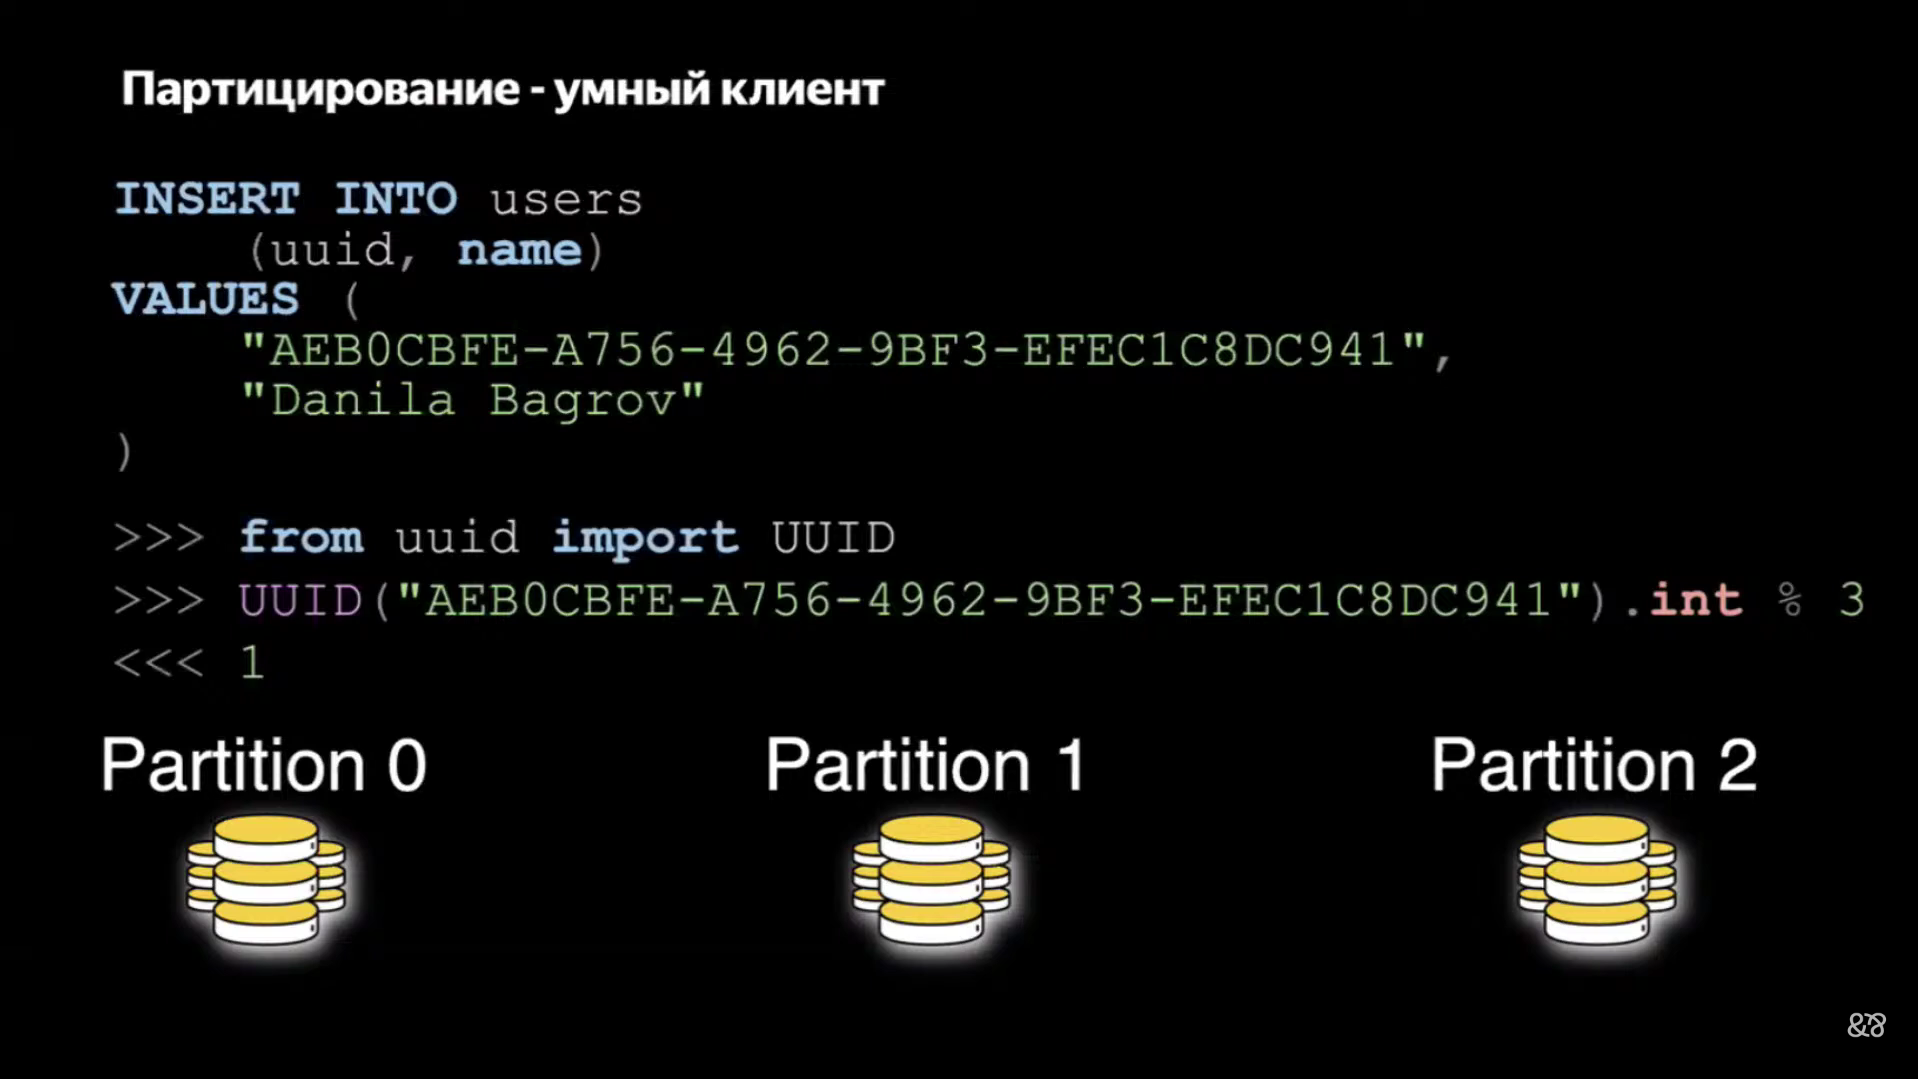 Партицирование - умный клиент
INSERT INTO users
(uuid, name)
VALUES (
"AEB0CBFE-A756-4962-9BF3-EFEC1C8DC941",
"Danila Bagrov"
)
>>> from uuid import UUID
>>> UUID("AEB0CBFE-A756-4962-9BF3-EFEC1C8DC941").int % 3
<<< 1
Partition 0
Partition 1
Partition 2